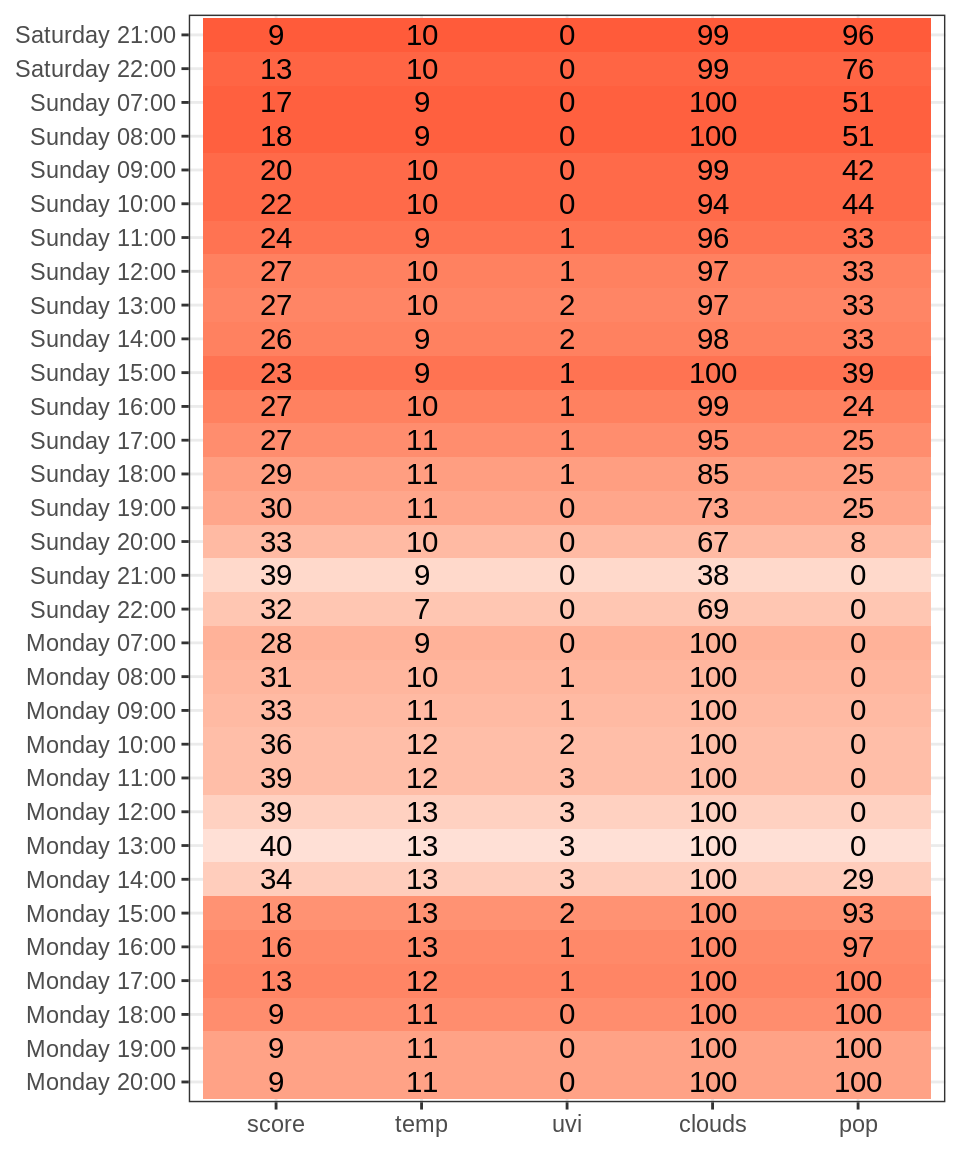 Saturday 21:00 9 10 0 99 96
Saturday 22:00 13 10 0 99 76
Sunday 07:00 17 9 0 100 51
Sunday 08:00 18 9 0 100 51
Sunday 09:00 20 10 0 99 42
Sunday 10:00 22 10 0 94 44
Sunday 11:00 24 9 1 96 33
Sunday 12:00 27 10 1 97 33
Sunday 13:00 27 10 2 97 33
Sunday 14:00 26 9 2 98 33
Sunday 15:00 23 9 1 100 39
Sunday 16:00 27 10 1 99 24
Sunday 17:00 27 11 1 95 25
Sunday 18:00 29 11 1 85 25
Sunday 19:00 30 11 0 73 25
Sunday 20:00 33 10 0 67 8
Sunday 21:00 39 9 0 38 0
Sunday 22:00 32 7 0 69 0
Monday 07:00 28 9 0 100 0
Monday 08:00 31 10 1 100 0
Monday 09:00 33 11 1 100 0
Monday 10:00 36 12 2 100 0
Monday 11:00 39 12 3 100 0
Monday 12:00 39 13 3 100 0
Monday 13:00 40 13 3 100 0
Monday 14:00 34 13 3 100 29
Monday 15:00 18 13 2 100 93
Monday 16:00 16 13 1 100 97
Monday 17:00 13 12 1 100 100
Monday 18:00 9 11 0 100 100
Monday 19:00 9 11 0 100 100
Monday 20:00 9 11 0 100 100
score temp uvi clouds pop